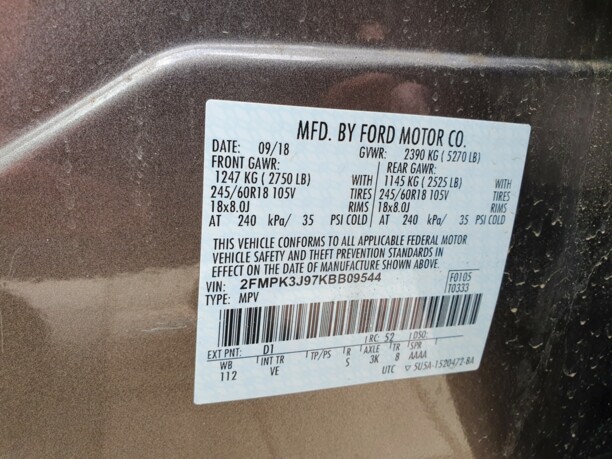 MFD. BY FORD MOTOR CO.
DATE: 09/18 GVWR: 2390 KG ( 5270 LB)
FRONT GAWR: REAR GAWR:
1247 KG ( 2750 LB) WITH 1145 KG ( 2525 LB) WITH
245/60R18 105V TIRES 245/60R18 105V TIRES
18x8.0J RIMS 18x8.0J RIMS
AT 240 kPa/ 35 PSI COLD AT 240 kPa/ 35 PSI COLD
THIS VEHICLE CONFORMS TO ALL APPLICABLE FEDERAL MOTOR
VEHICLE SAFETY AND THEFT PREVENTION STANDARDS IN
EFFECT ON THE DATE OF MANUFACTURE SHOWN ABOVE.
VIN: 2FMPK3J97KBB09544 F0105
TYPE: MPV T0333
EXT PNT: D1 RC: 52 DSO:
WB INT TR TP/PS R AXLE TR SPR
112 VE S 3K B AAAA
UTC ▽ SU5A-1520472-BA